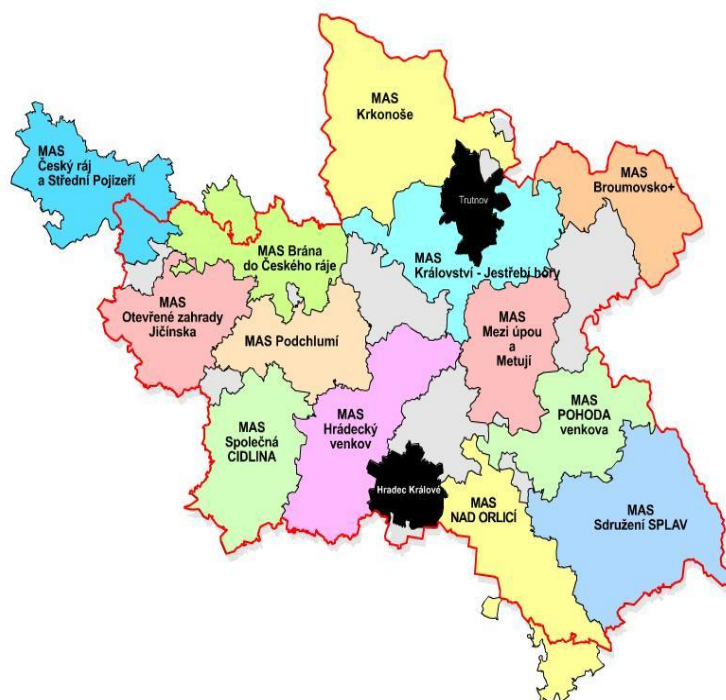 MAS
Krkonoše
MAS
Český ráj
a Střední Pojizeří
MAS
Broumovsko+
Trutnov
MAS Brána
do Českého ráje
MAS
Království - Jestřebí hory
MAS
Otevřené zahrady
Jičínska
MAS Podchlumí
MAS
Mezi úpou
a
Metují
MAS
Společná
CIDLINA
MAS
Hrádecký
venkov
MAS
POHODA
venkova
Hradec Králové
MAS
NAD ORLICÍ
MAS
Sdružení SPLAV